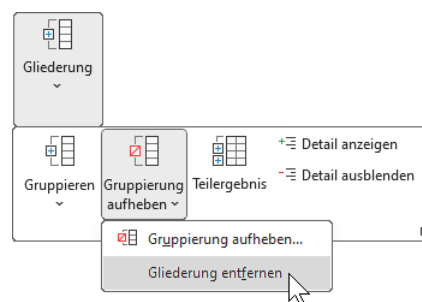 Gliederung
Gruppieren
Gruppierung
aufheben
Teilergebnis
Detail anzeigen
Detail ausblenden
Gruppierung aufheben...
Gliederung entfernen